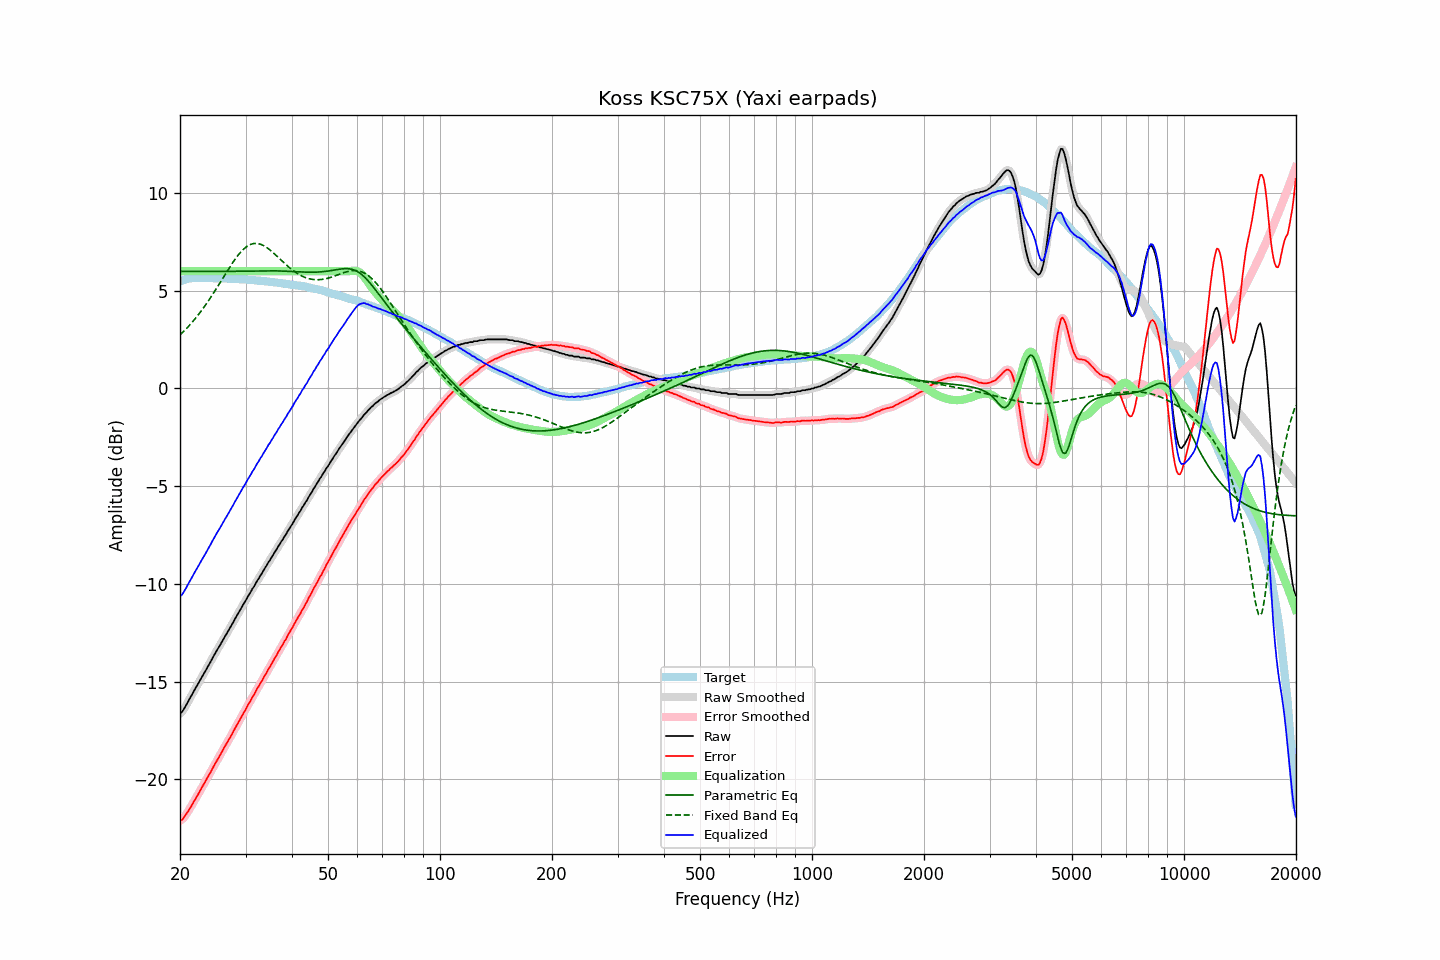 Koss KSC75X (Yaxi earpads)
Amplitude (dBr)
10
5
0
−5
−10
−15
−20
Target
Raw Smoothed
Error Smoothed
Raw
Error
Equalization
Parametric Eq
Fixed Band Eq
Equalized
20 50 100 200 500 1000 2000 5000 10000 20000
Frequency (Hz)